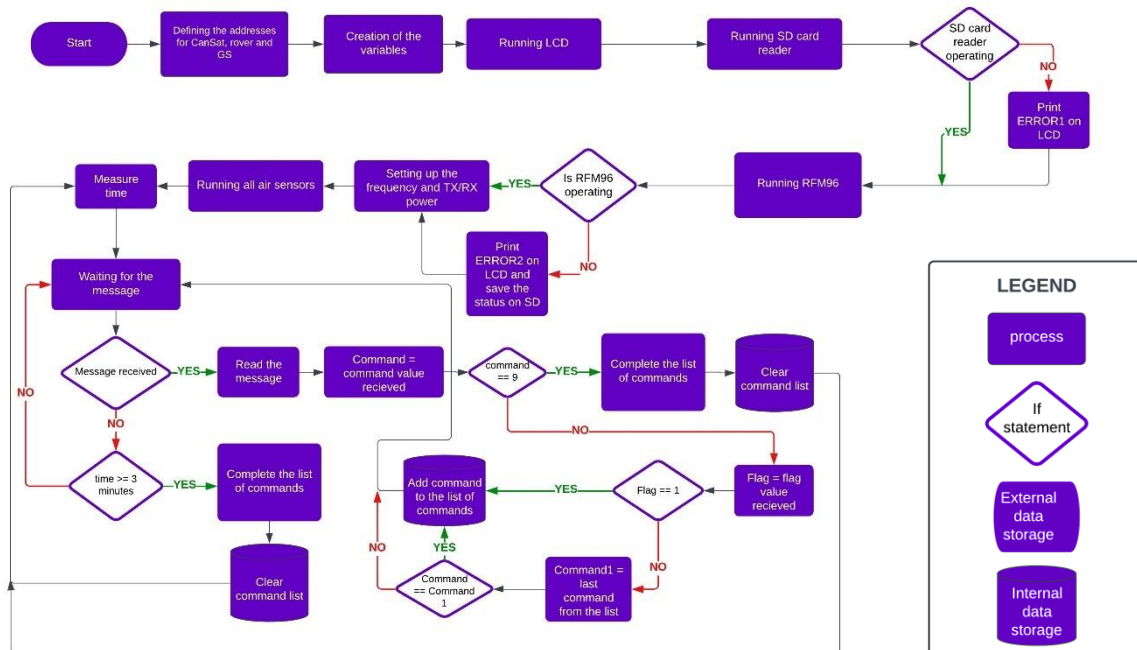 Start
Defining the addresses
for CanSat, rover and
GS
Creation of the
variables
Running LCD
Running SD card
reader
SD card
reader
operating
NO
YES
Print
ERROR1 on
LCD
Measure
time
Running all air sensors
Setting up the
frequency and TX/RX
power
YES
Is RFM96
operating
Running RFM96
NO
Print
ERROR2 on
LCD and
save the
status on SD
Waiting for the
message
NO
Message received
YES
Read the
message
Command =
command value
recieved
command
== 9
YES
Complete the list
of commands
Clear
command list
NO
NO
time >= 3
minutes
YES
Complete the list
of commands
Clear
command list
Add command
to the list of
commands
YES
Flag == 1
Flag = flag
value
recieved
NO
YES
NO
Command
== Command
1
Command1 =
last
command
from the list
LEGEND
process
If
statement
External
data
storage
Internal
data
storage